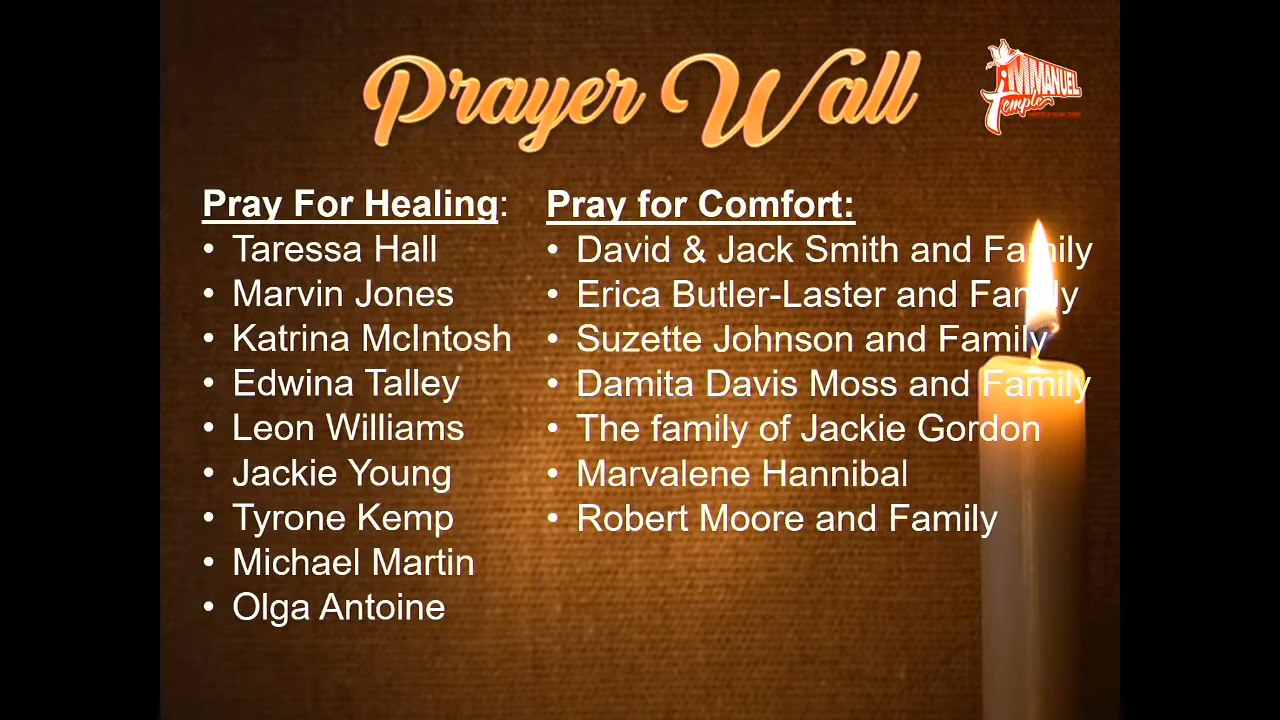 Prayer Wall
iMMANUEL
Temple
Pray For Healing:
• Taressa Hall
• Marvin Jones
• Katrina McIntosh
• Edwina Talley
• Leon Williams
• Jackie Young
• Tyrone Kemp
• Michael Martin
• Olga Antoine
Pray for Comfort:
• David & Jack Smith and Family
• Erica Butler-Laster and Family
• Suzette Johnson and Family
• Damita Davis Moss and Family
• The family of Jackie Gordon
• Marvalene Hannibal
• Robert Moore and Family